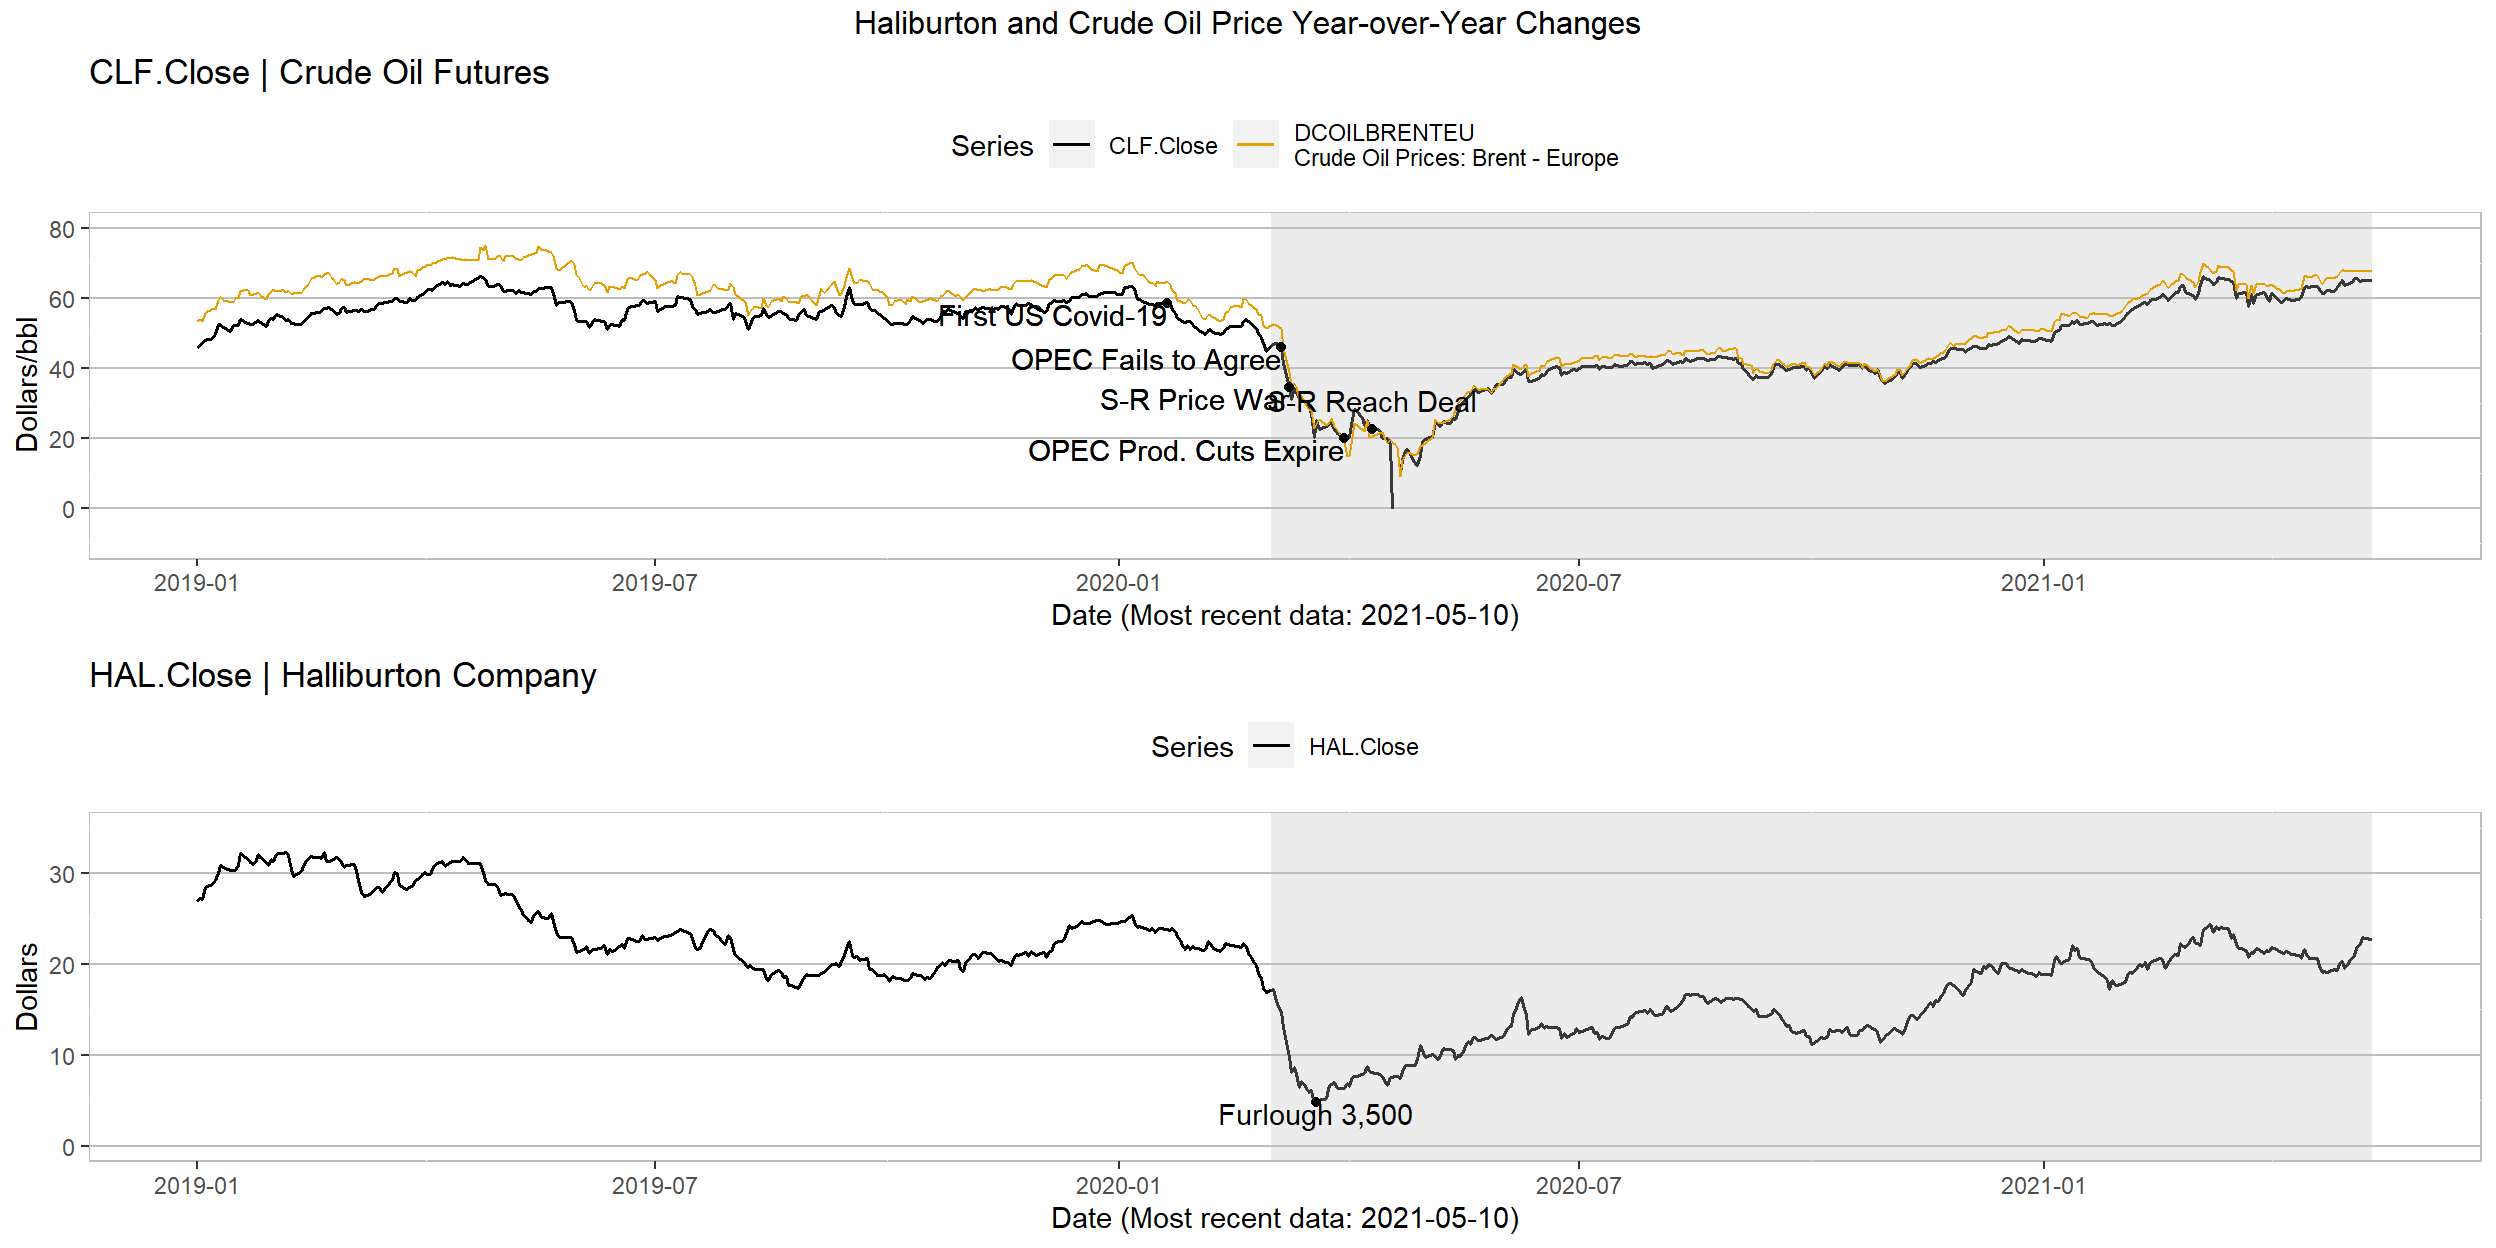 Haliburton and Crude Oil Price Year-over-Year Changes
CLF.Close | Crude Oil Futures
Series
CLF.Close
DCOILBRENTEU
Crude Oil Prices: Brent - Europe
Dollars/bbl
80
60
40
20
0
First US Covid-19
OPEC Fails to Agree
S-R Price War
S-R Reach Deal
OPEC Prod. Cuts Expire
2019-01
2019-07
2020-01
2020-07
2021-01
Date (Most recent data: 2021-05-10)
HAL.Close | Halliburton Company
Series
HAL.Close
Dollars
30
20
10
0
Furlough 3,500
2019-01
2019-07
2020-01
2020-07
2021-01
Date (Most recent data: 2021-05-10)